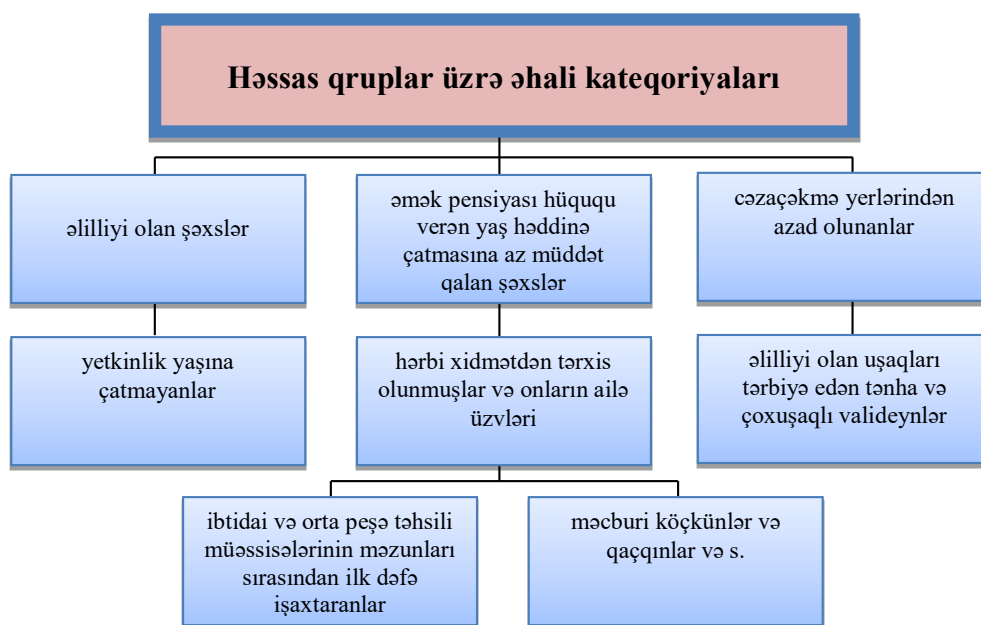 Həssas qruplar üzrə əhali kateqoriyaları
əlilliyi olan şəxslər
əmək pensiyası hüququ
verən yaş həddinə
çatmasına az müddət
qalan şəxslər
cəzaçəkmə yerlərindən
azad olunanlar
yetkinlik yaşına
çatmayanlar
hərbi xidmətdən tərxis
olunmuşlar və onların ailə
üzvləri
əlilliyi olan uşaqları
tərbiyə edən tənha və
çoxuşaqlı valideynlər
ibtidai və orta peşə təhsili
müəssisələrinin məzunları
sırasından ilk dəfə
işaxtaranlar
məcburi köçkünlər və
qaçqınlar və s.